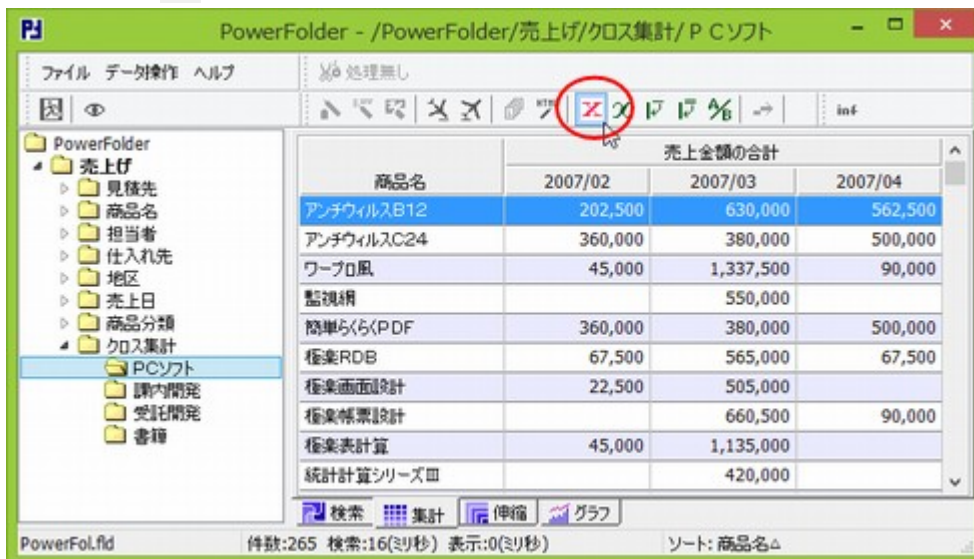 PowerFolder - /PowerFolder/売上げ/クロス集計/ＰＣソフト
ファイル データ操作 ヘルプ
処理無し
inf
PowerFolder
売上げ
見積先
商品名
担当者
仕入れ先
地区
売上日
商品分類
クロス集計
PCソフト
課内開発
受託開発
書籍
売上金額の合計
商品名 2007/02 2007/03 2007/04
アンチウィルスB12 202,500 630,000 562,500
アンチウィルスC24 360,000 380,000 500,000
ワープロ風 45,000 1,337,500 90,000
監視網 550,000
簡単らくらくPDF 360,000 380,000 500,000
極楽RDB 67,500 565,000 67,500
極楽画面設計 22,500 505,000
極楽帳票設計 660,500 90,000
極楽表計算 45,000 1,135,000
統計計算シリーズⅢ 420,000
検索 集計 伸縮 グラフ
PowerFol.fld 件数:265 検索:16(ミリ秒) 表示:0(ミリ秒) ソート: 商品名△